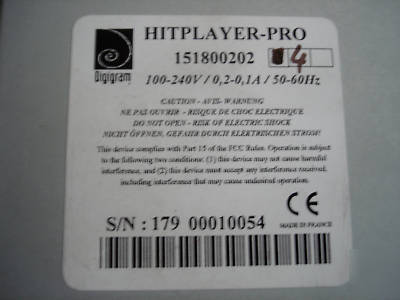 HITPLAYER-PRO
151800202 4
Digigram
100-240V / 0,2-0,1A / 50-60Hz
CAUTION - AVIS- WARNUNG
NE PAS OUVRIR - RISQUE DE CHOC ELECTRIQUE
DO NOT OPEN - RISK OF ELECTRIC SHOCK
NICHT ÖFFNEN, GEFAHR DURCH ELEKTRISCHEN STROM!
This device complies with Part 15 of the FCC Rules. Operation is subject
to the following two conditions: (1) this device may not cause harmful
interference, and (2) this device must accept any interference
that may cause undesired operation.
CE
S/N : 179 00010054
MADE IN FRANCE